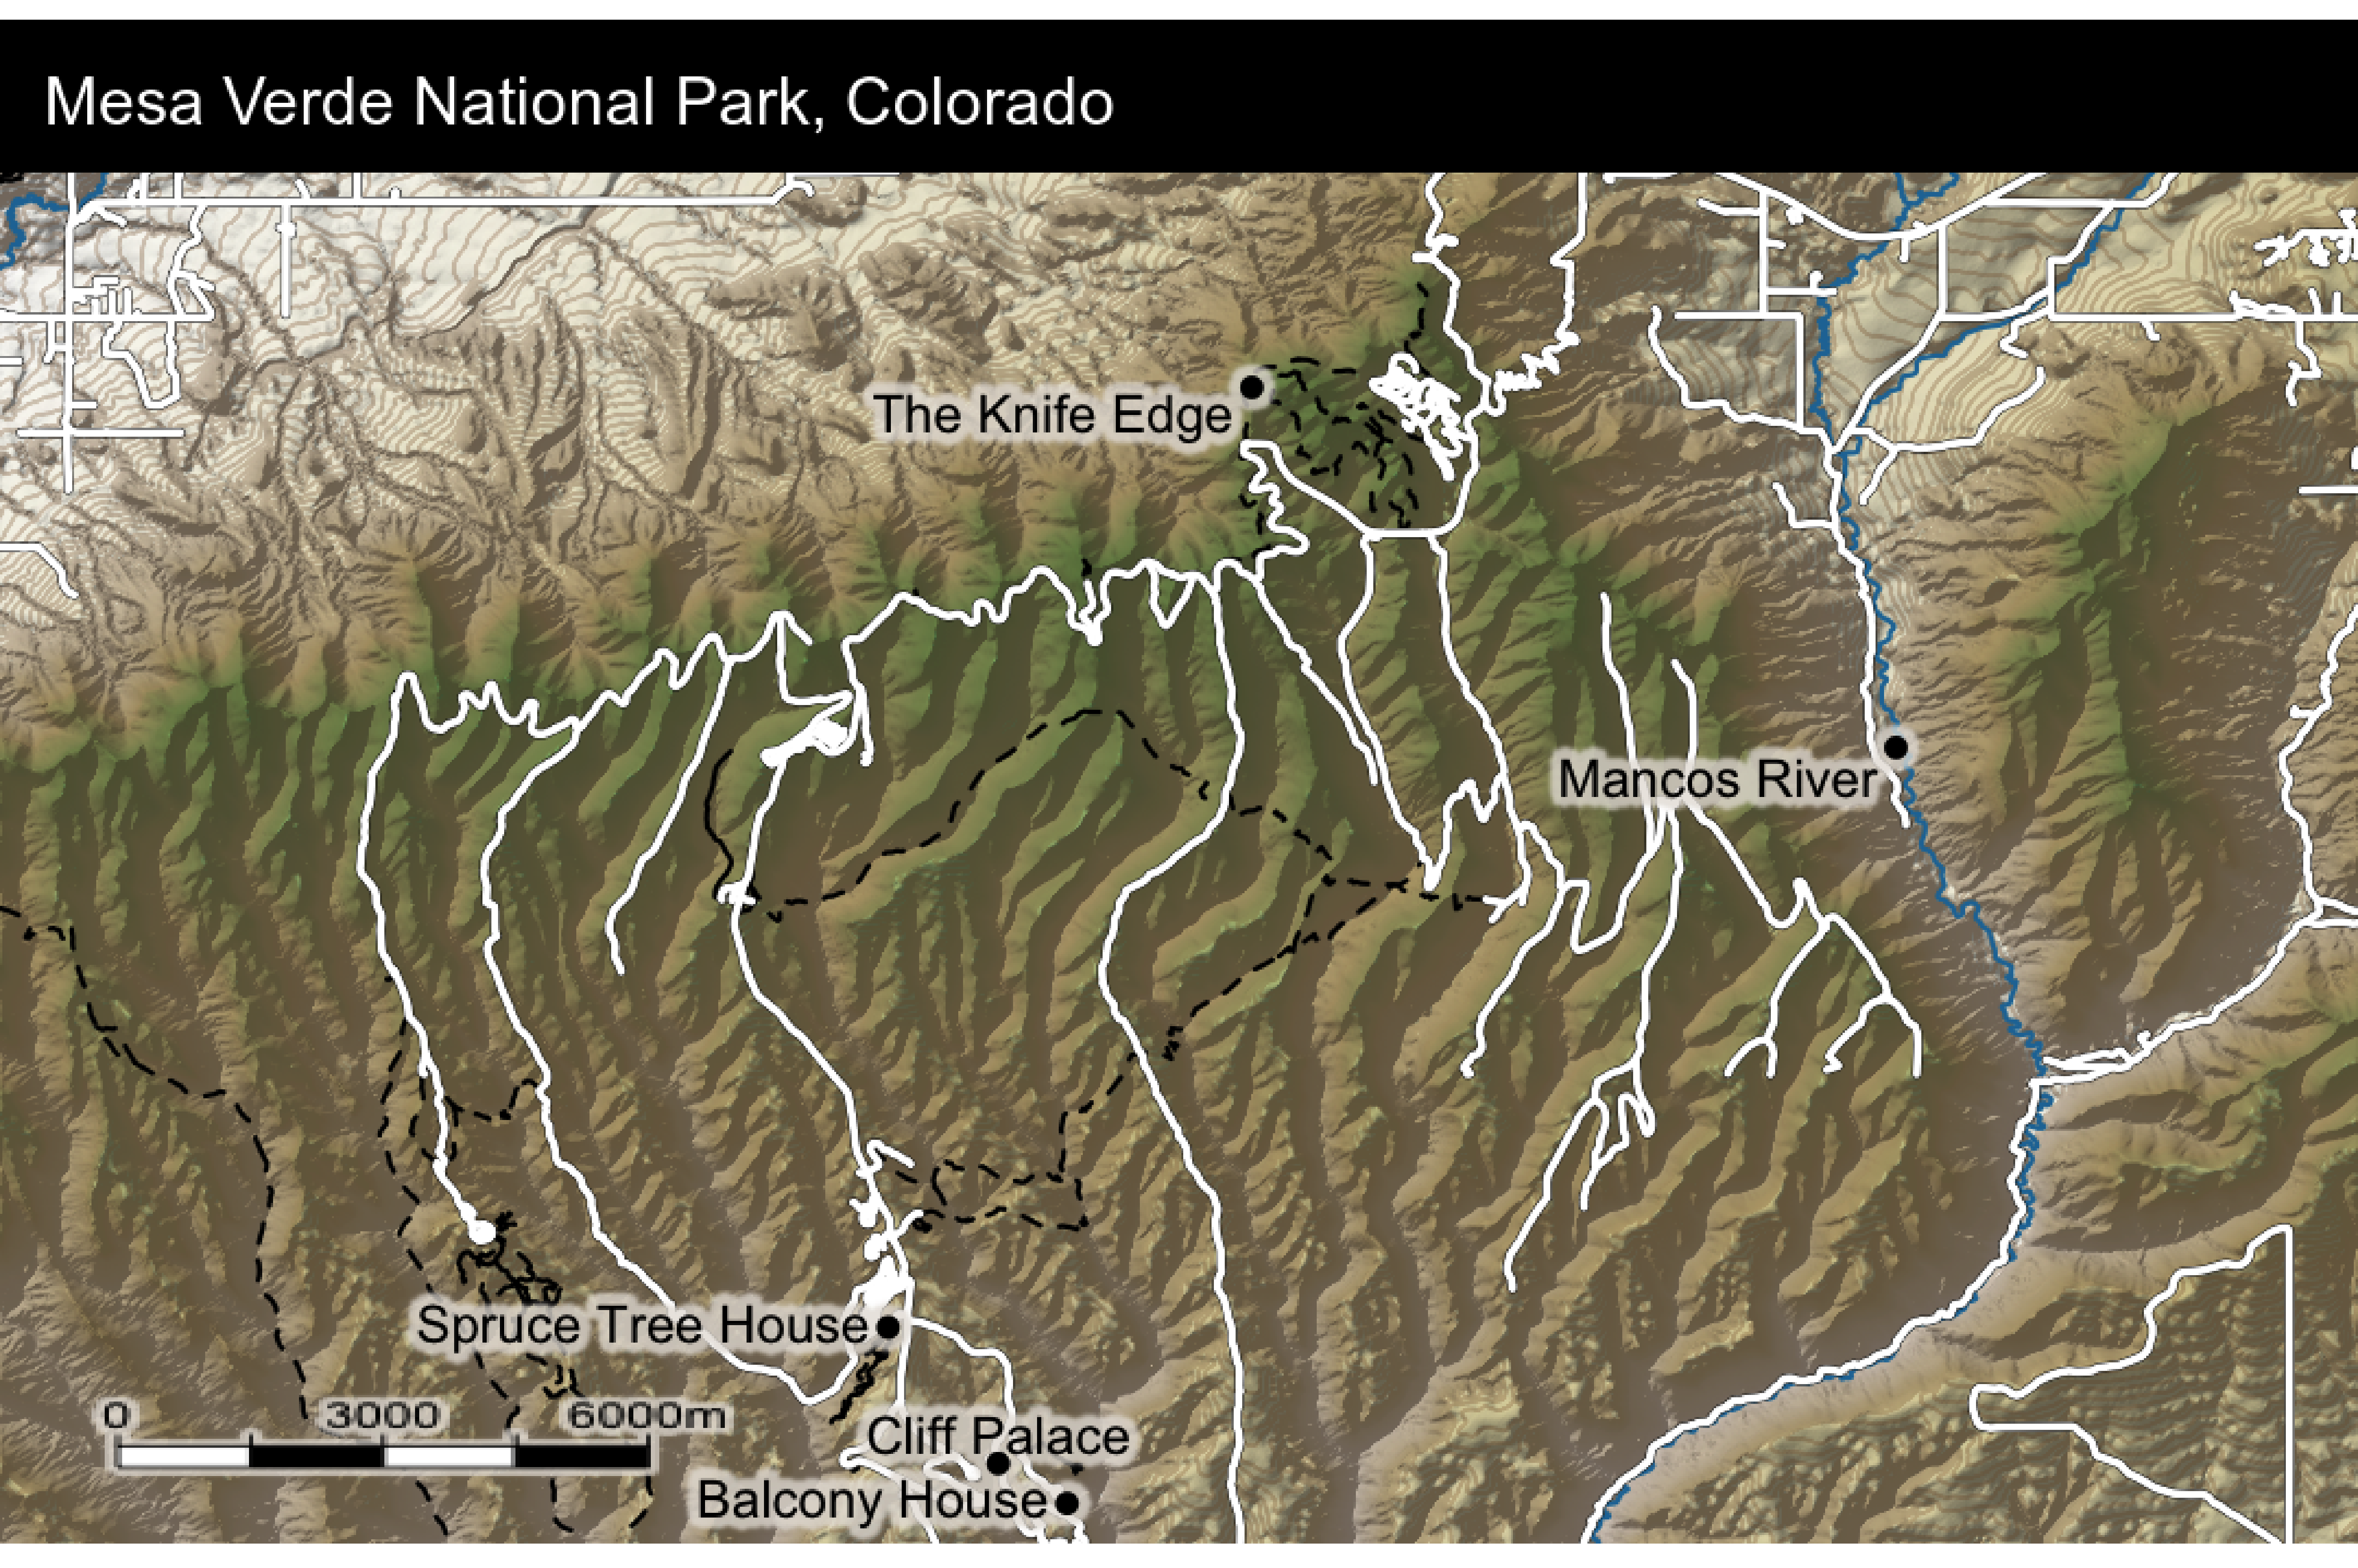 Mesa Verde National Park, Colorado
The Knife Edge
Mancos River
Spruce Tree House
0 3000 6000m
Cliff Palace
Balcony House